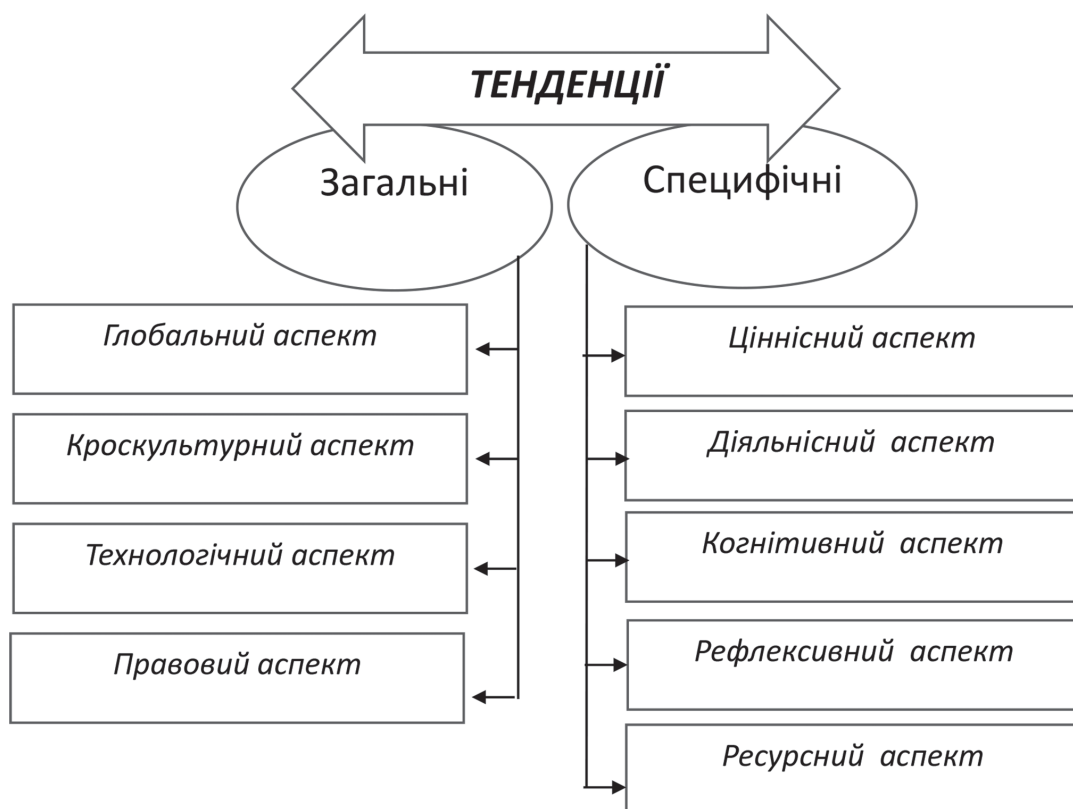 ТЕНДЕНЦІЇ
Загальні
Специфічні
Глобальний аспект
Кроскультурний аспект
Технологічний аспект
Правовий аспект
Ціннісний аспект
Діяльнісний аспект
Когнітивний аспект
Рефлексивний аспект
Ресурсний аспект